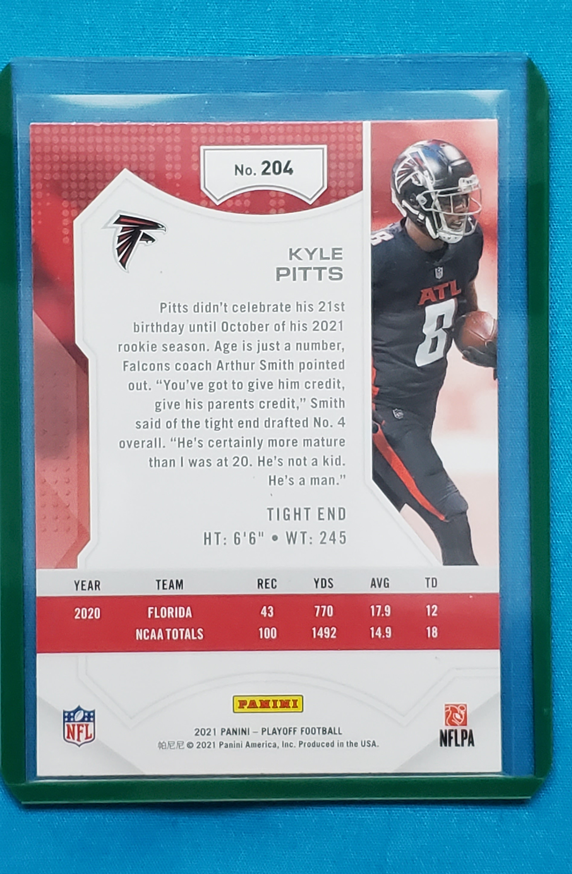 No. 204
KYLE
PITTS
Pitts didn't celebrate his 21st
birthday until October of his 2021
rookie season. Age is just a number,
Falcons coach Arthur Smith pointed
out. "You've got to give him credit,
give his parents credit," Smith
said of the tight end drafted No. 4
overall. "He's certainly more mature
than I was at 20. He's not a kid.
He's a man."
TIGHT END
HT: 6'6" • WT: 245
ATL
8
8
YEAR TEAM REC YDS AVG TD
2020 FLORIDA 43 770 17.9 12
NCAA TOTALS 100 1492 14.9 18
PANINI
NFL
NFLPA
2021 PANINI – PLAYOFF FOOTBALL
帕尼尼 © 2021 Panini America, Inc. Produced in the USA.